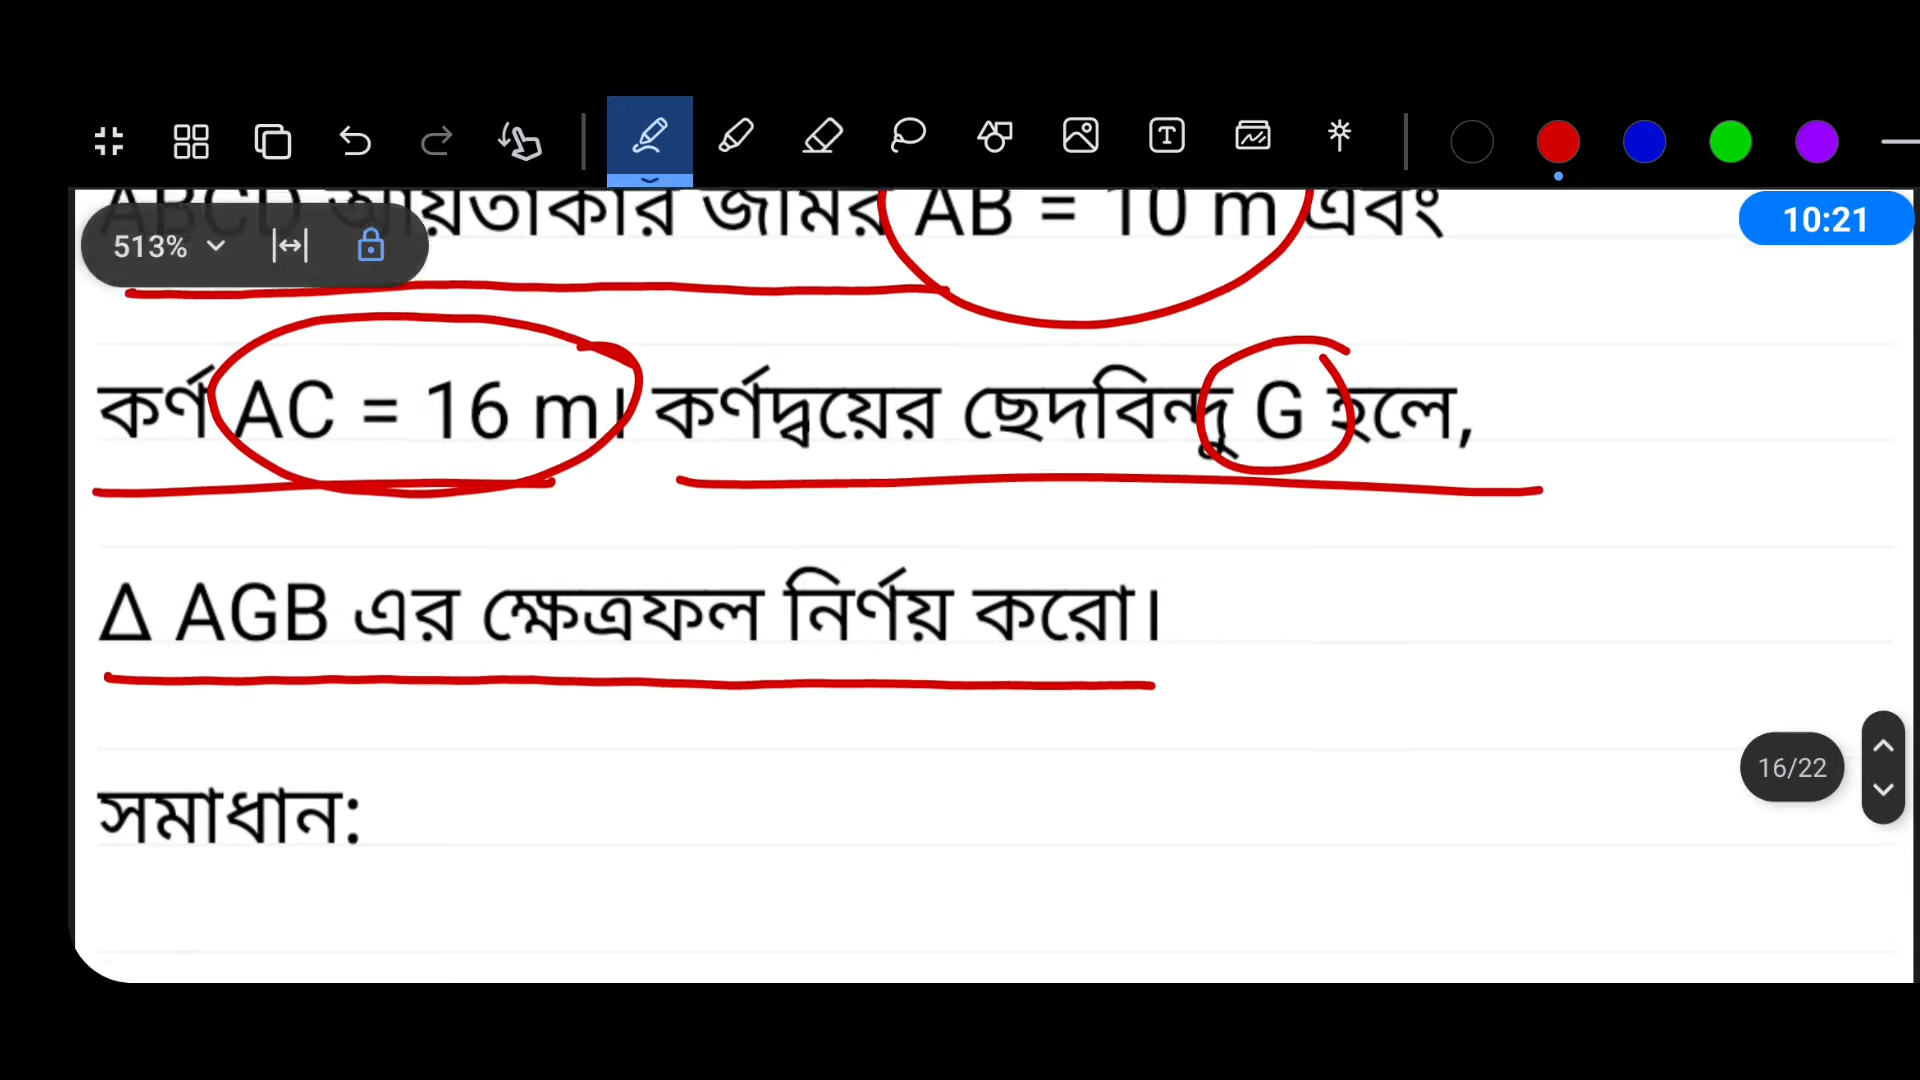 10:21
513%
ABCD আয়তাকার জমির AB = 10 m এবং
কর্ণ AC = 16 m। কর্ণদ্বয়ের ছেদবিন্দু G হলে,
Δ AGB এর ক্ষেত্রফল নির্ণয় করো।
16/22
সমাধান: